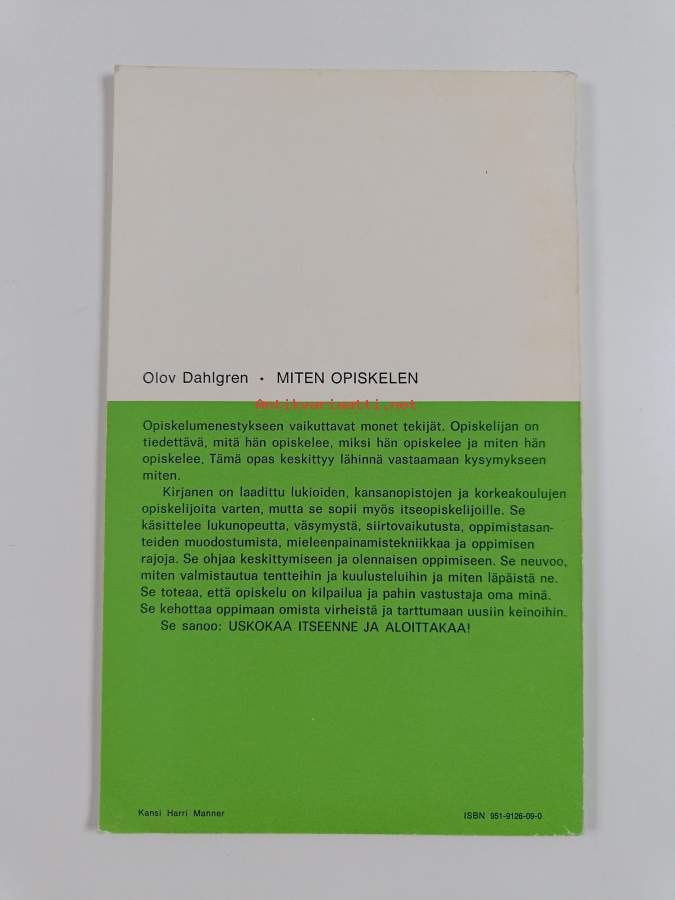 Olov Dahlgren • MITEN OPISKELEN
Antikvariaatti.net
Opiskelumenestykseen vaikuttavat monet tekijät. Opiskelijan on
tiedettävä, mitä hän opiskelee, miksi hän opiskelee ja miten hän
opiskelee. Tämä opas keskittyy lähinnä vastaamaan kysymykseen
miten.
Kirjanen on laadittu lukioiden, kansanopistojen ja korkeakoulujen
opiskelijoita varten, mutta se sopii myös itseopiskelijoille. Se
käsittelee lukunopeutta, väsymystä, siirtovaikutusta, oppimistasan-
teiden muodostumista, mieleenpainamistekniikkaa ja oppimisen
rajoja. Se ohjaa keskittymiseen ja olennaisen oppimiseen. Se neuvoo,
miten valmistautua tentteihin ja kuulusteluihin ja miten läpäistä ne.
Se toteaa, että opiskelu on kilpailua ja pahin vastustaja oma minä.
Se kehottaa oppimaan omista virheistä ja tarttumaan uusiin keinoihin.
Se sanoo: USKOKAA ITSEENNE JA ALOITTAKAA!
Kansi Harri Manner
ISBN 951-9126-09-0